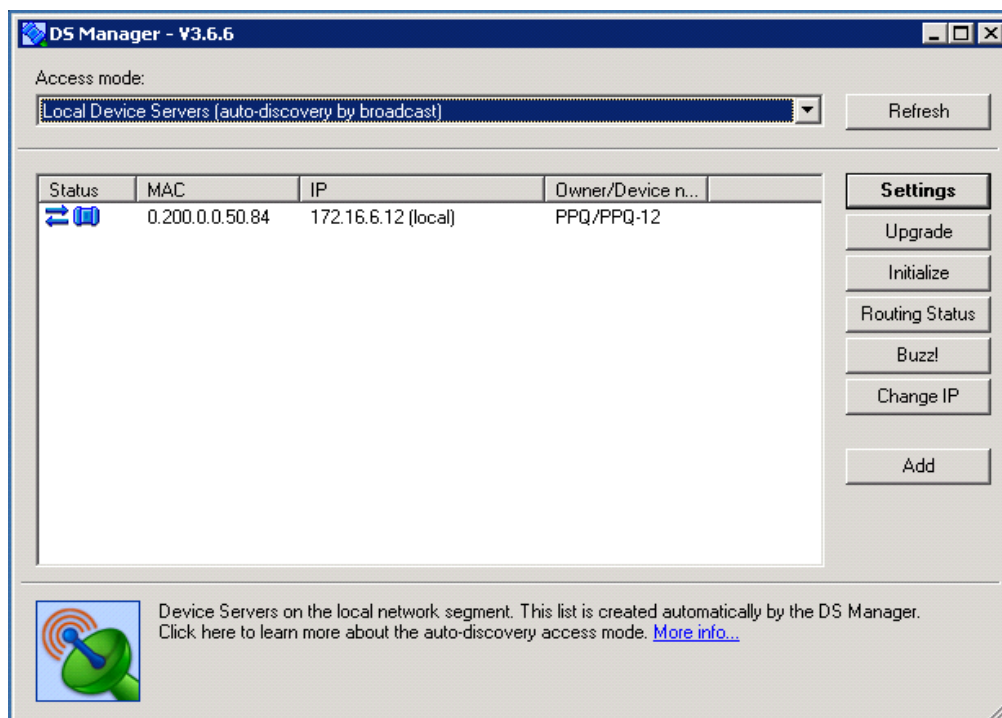 DS Manager - V3.6.6
Access mode:
Local Device Servers (auto-discovery by broadcast)
Refresh
Status MAC IP Owner/Device n...
0.200.0.0.50.84 172.16.6.12 (local) PPQ/PPQ-12
Settings
Upgrade
Initialize
Routing Status
Buzz!
Change IP
Add
Device Servers on the local network segment. This list is created automatically by the DS Manager.
Click here to learn more about the auto-discovery access mode. More info...